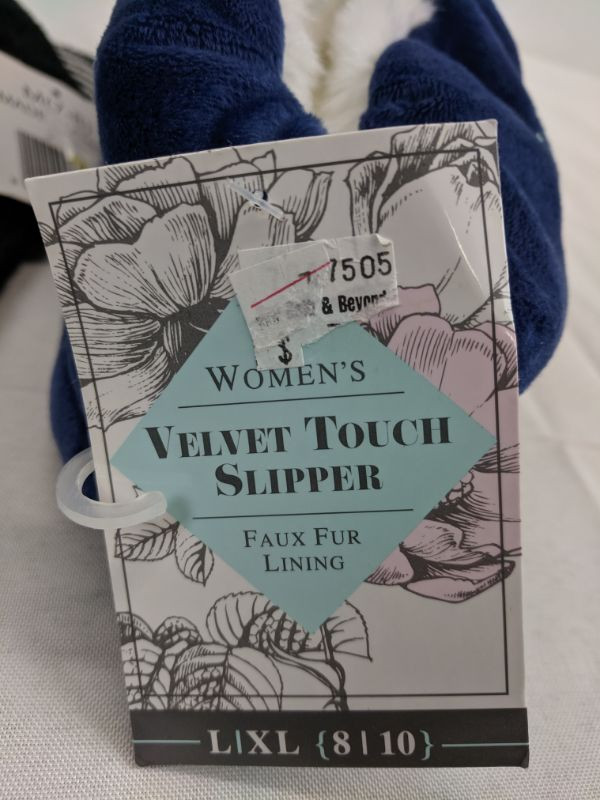 7505
& Beyond
$
WOMEN'S
VELVET TOUCH
SLIPPER
FAUX FUR
LINING
L|XL {8|10}